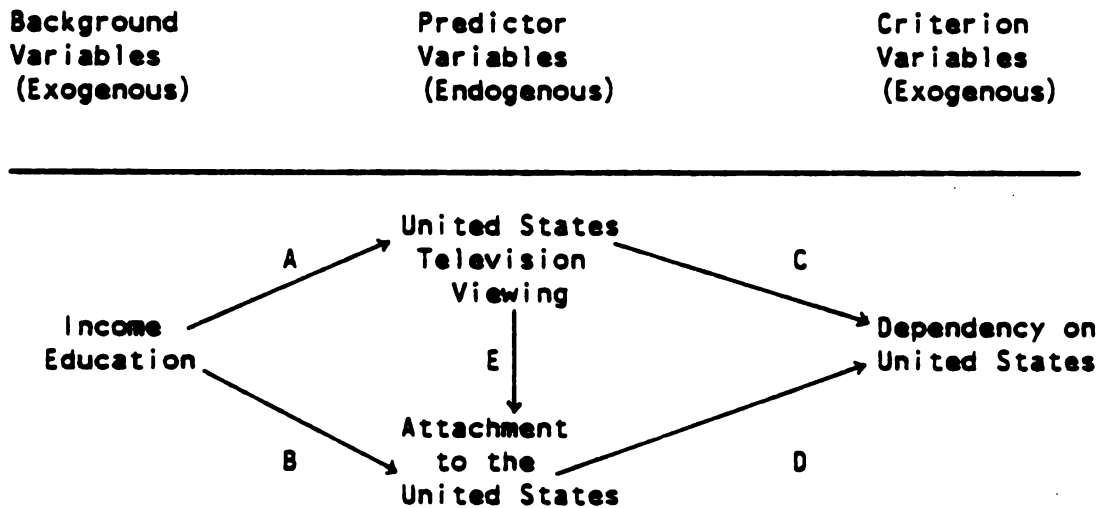 Background
Variables
(Exogenous)
Predictor
Variables
(Endogenous)
Criterion
Variables
(Exogenous)
A
United States
Television
Viewing
C
Income
Education
E
Dependency on
United States
B
Attachment
to the
United States
D